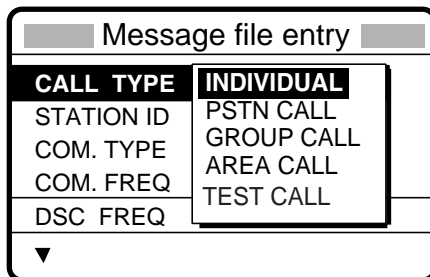 Message file entry
CALL TYPE
STATION ID
COM. TYPE
COM. FREQ
DSC FREQ
INDIVIDUAL
PSTN CALL
GROUP CALL
AREA CALL
TEST CALL